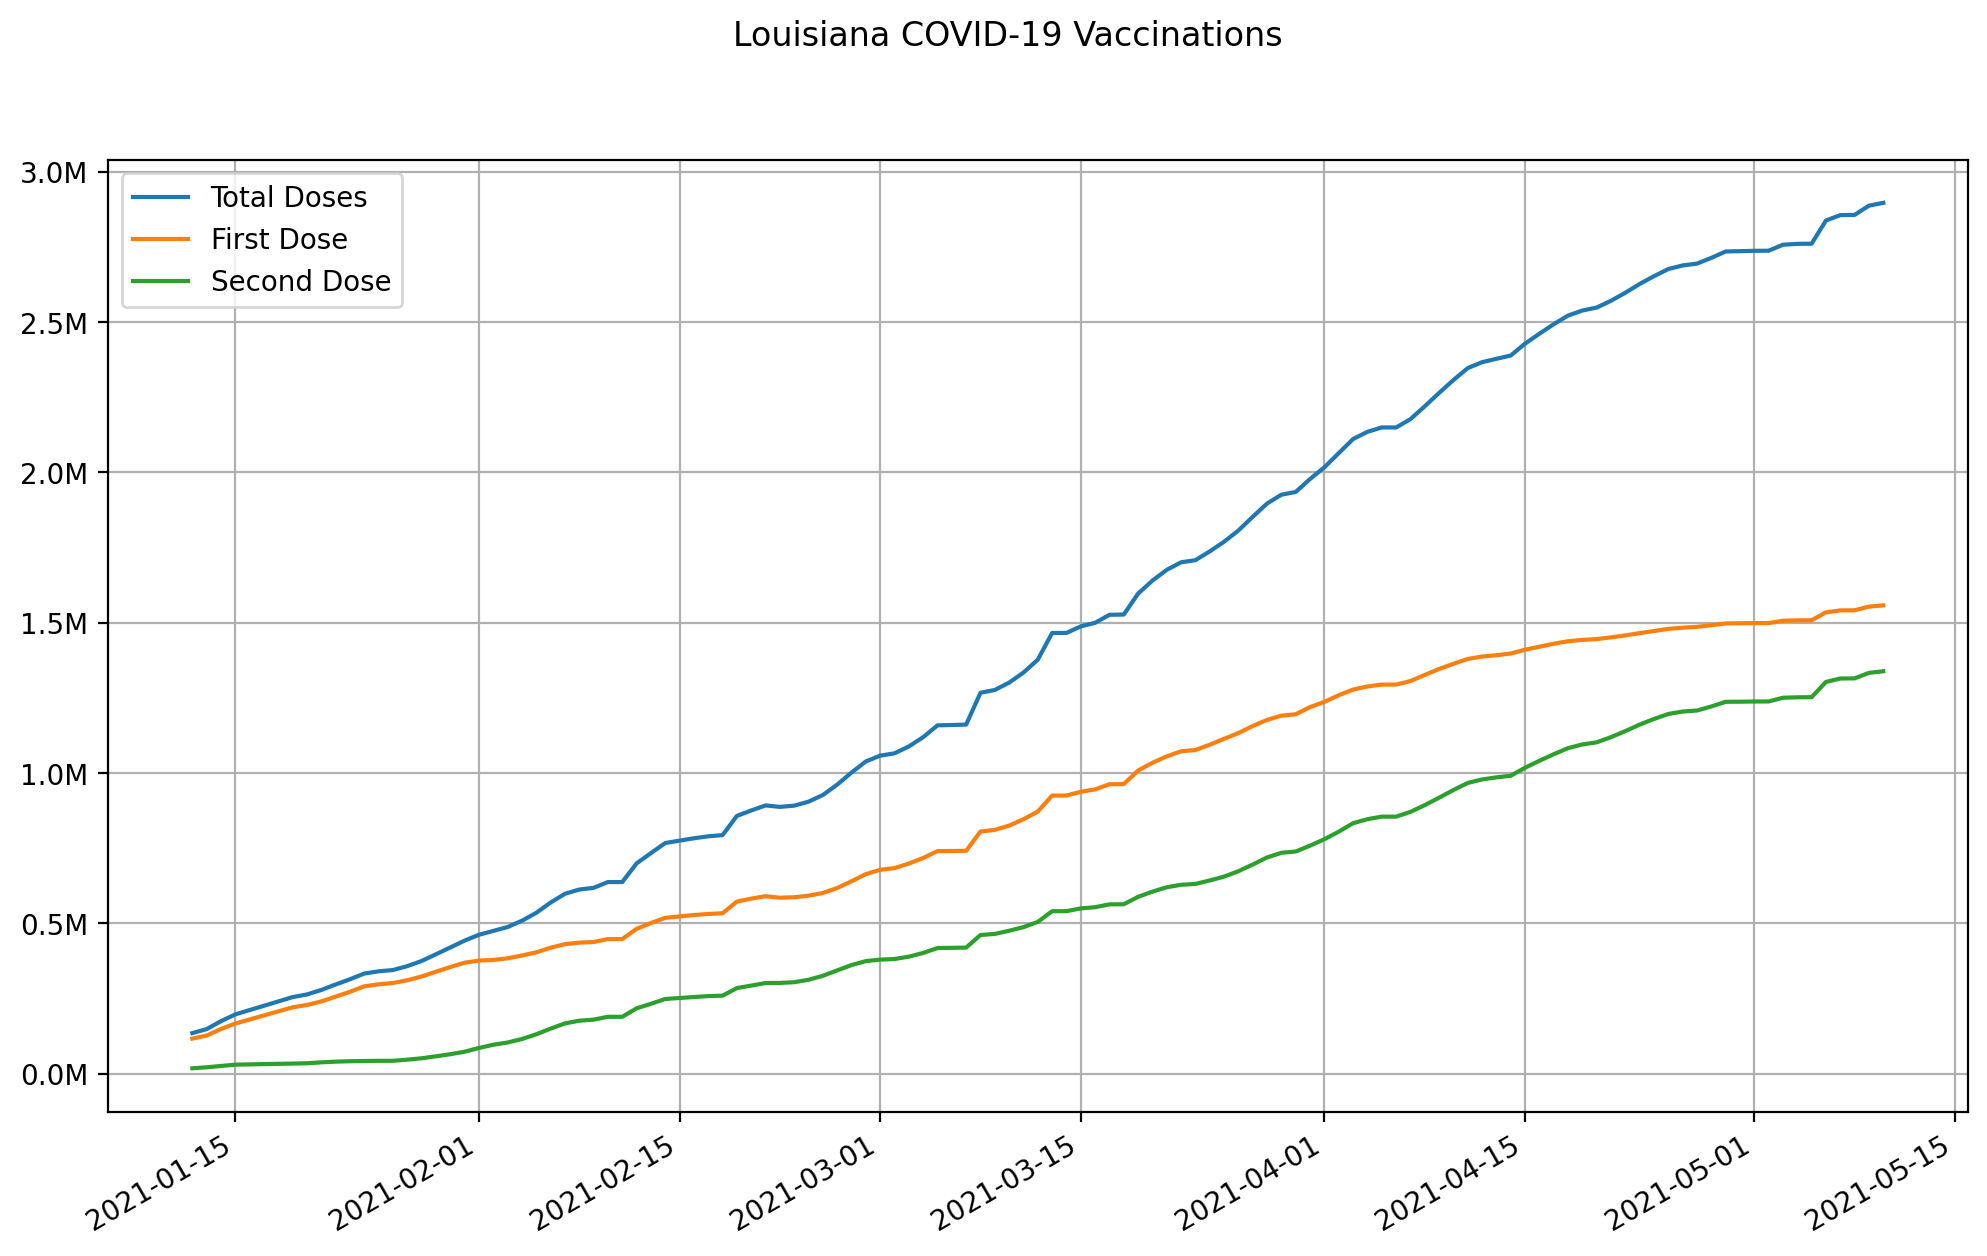 Louisiana COVID-19 Vaccinations
3.0M
2.5M
2.0M
1.5M
1.0M
0.5M
0.0M
Total Doses
First Dose
Second Dose
2021-01-15
2021-02-01
2021-02-15
2021-03-01
2021-03-15
2021-04-01
2021-04-15
2021-05-01
2021-05-15